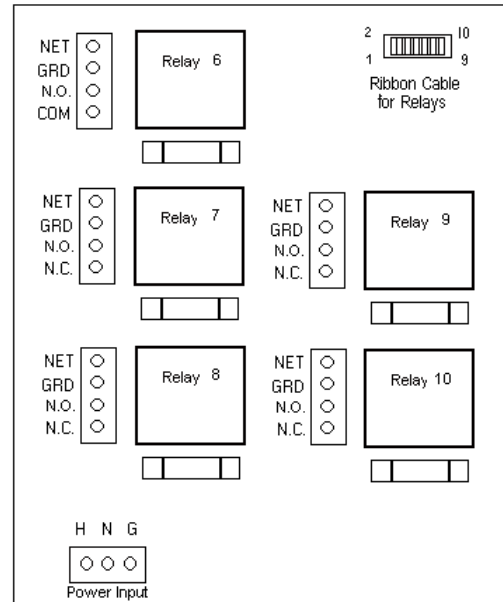 NET
GRD
N.O.
COM
Relay 6
2 10
1 9
Ribbon Cable
for Relays
NET
GRD
N.O.
N.C.
Relay 7
NET
GRD
N.O.
N.C.
Relay 9
NET
GRD
N.O.
N.C.
Relay 8
NET
GRD
N.O.
N.C.
Relay 10
H N G
Power Input